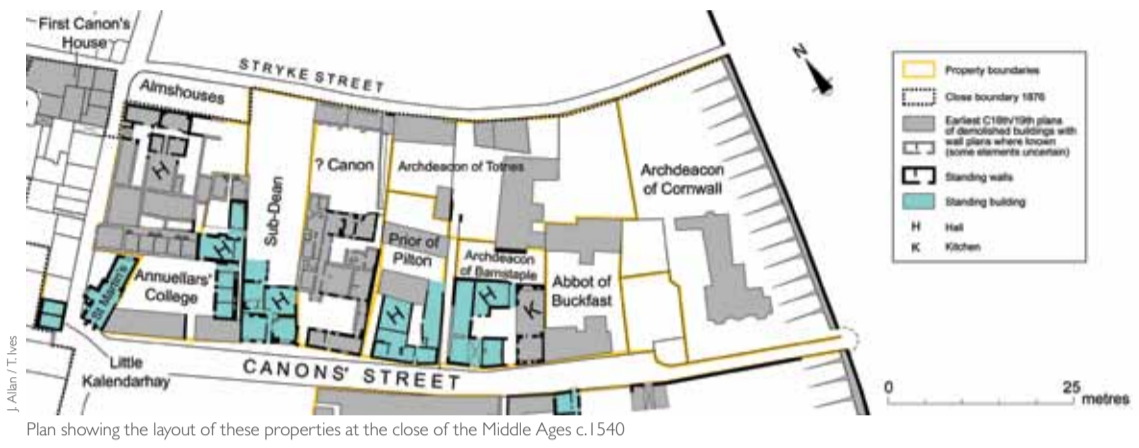 First Canon's
House
STRYKE STREET
Almshouses
H
? Canon
Archdeacon of Totnes
Archdeacon
of Cornwall
Sub-Dean
Prior of
Pilton
H
Archdeacon
of Barnstaple
Abbot of
Buckfast
St Martin's
Annuellars'
College
H
H
H
K
Little
Kalendarhay
CANONS' STREET
N
Property boundaries
Close boundary 1876
Earliest C18th/19th plans
of demolished buildings with
wall plans where known
(some elements uncertain)
Standing walls
Standing building
H Hall
K Kitchen
0 25
metres
J. Allan / T. Ives
Plan showing the layout of these properties at the close of the Middle Ages c.1540